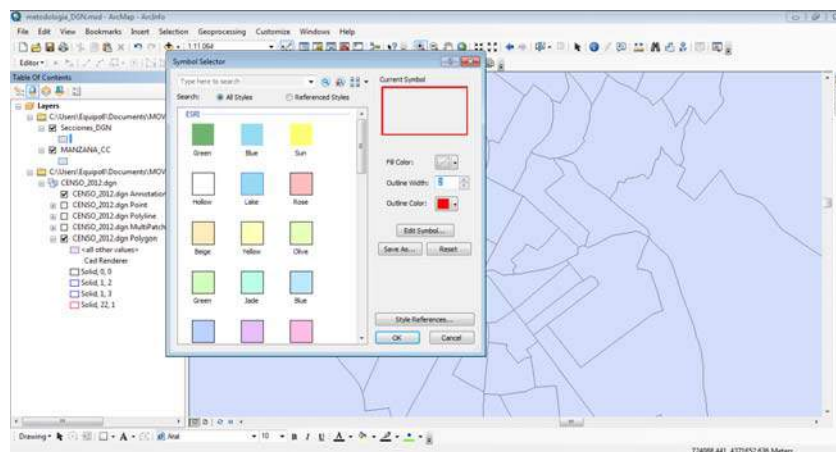 metodologia_DGN.mxd - ArcMap - ArcInfo
File Edit View Bookmarks Insert Selection Geoprocessing Customize Windows Help
1:11.064
Editor
Table Of Contents
Layers
C:\Users\Equipo8\Documents\MOV
Secciones_DGN
MANZANA_CC
C:\Users\Equipo8\Documents\MOV
CENSO_2012.dgn
CENSO_2012.dgn Annotation
CENSO_2012.dgn Point
CENSO_2012.dgn Polyline
CENSO_2012.dgn MultiPatch
CENSO_2012.dgn Polygon
<all other values>
Cad Renderer
Solid, 0, 0
Solid, 1, 2
Solid, 1, 3
Solid, 22, 1
Symbol Selector
Type here to search
Search: All Styles Referenced Styles
ESRI
Green Blue Sun
Hollow Lake Rose
Beige Yellow Olive
Green Jade Blue
Current Symbol
Fill Color:
Outline Width:
Outline Color:
Edit Symbol...
Save As... Reset
Style References...
OK Cancel
Drawing A Arial 10 B I U A
724988,441 4371652,636 Meters